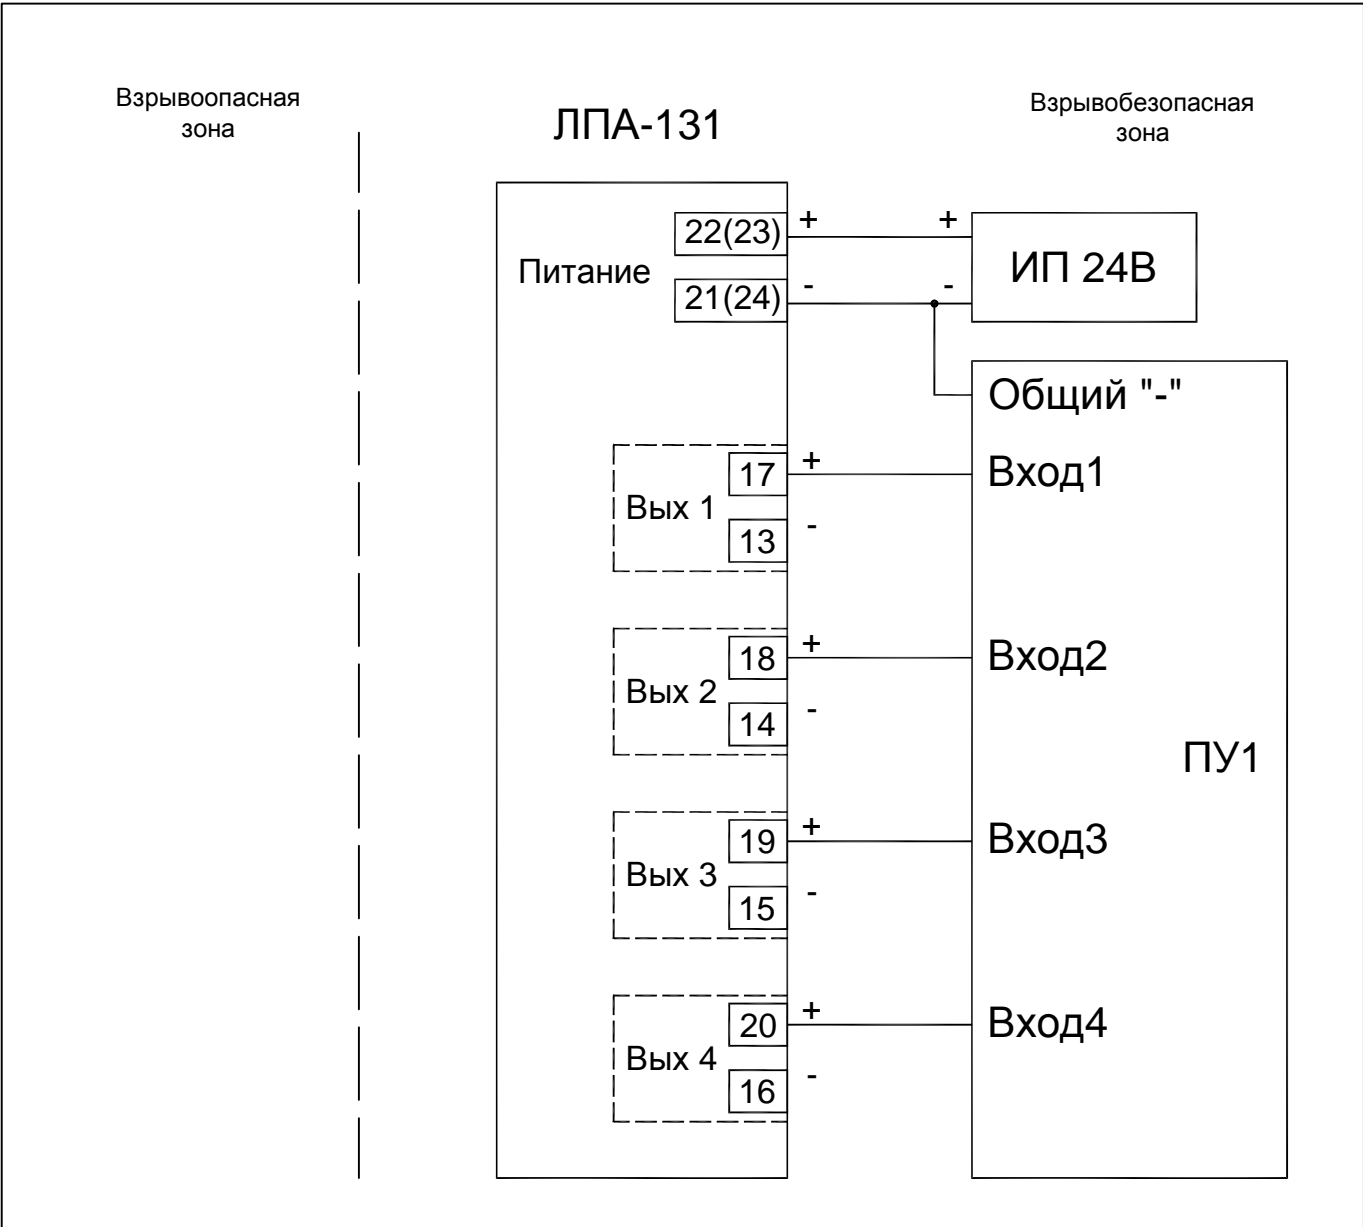 Взрывоопасная
зона
ЛПА-131
Взрывобезопасная
зона
22(23)
+
+
Питание
ИП 24В
21(24)
-
-
Общий "-"
17
+
Вход1
Вых 1
13
-
18
+
Вход2
Вых 2
14
-
ПУ1
19
+
Вход3
Вых 3
15
-
20
+
Вход4
Вых 4
16
-